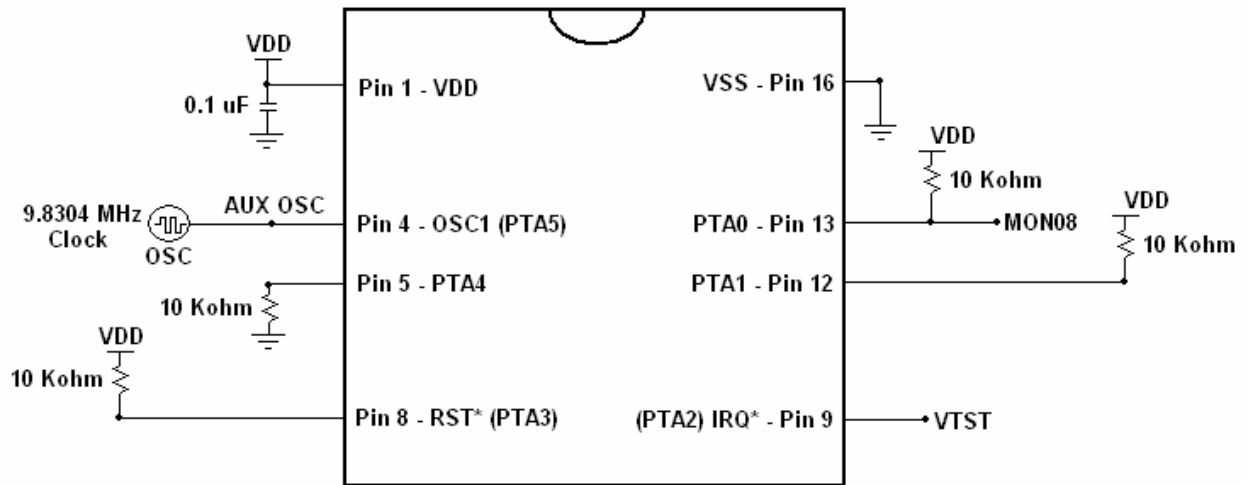 VDD
0.1 uF
Pin 1 - VDD
VSS - Pin 16
VDD
10 Kohm
9.8304 MHz
Clock
OSC
AUX OSC
Pin 4 - OSC1 (PTA5)
PTA0 - Pin 13
MON08
VDD
10 Kohm
Pin 5 - PTA4
10 Kohm
PTA1 - Pin 12
VDD
10 Kohm
Pin 8 - RST* (PTA3)
(PTA2) IRQ* - Pin 9
VTST